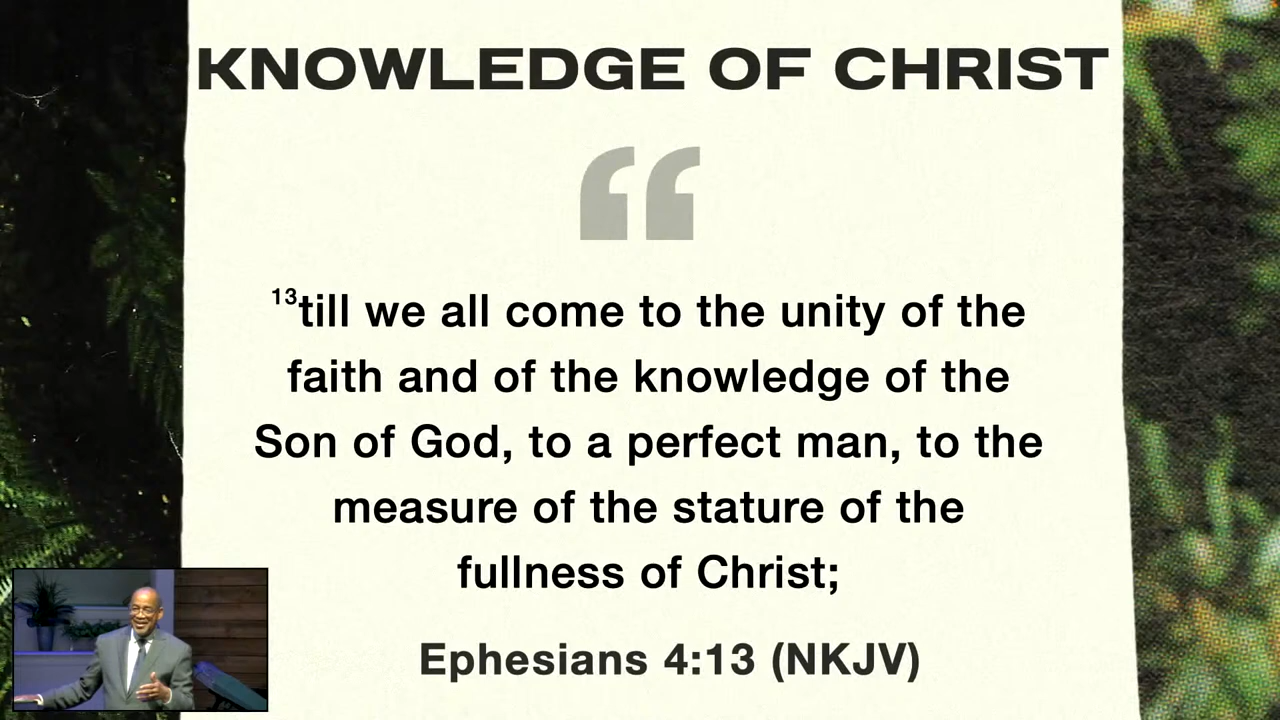 KNOWLEDGE OF CHRIST
“
¹³till we all come to the unity of the
faith and of the knowledge of the
Son of God, to a perfect man, to the
measure of the stature of the
fullness of Christ;
Ephesians 4:13 (NKJV)